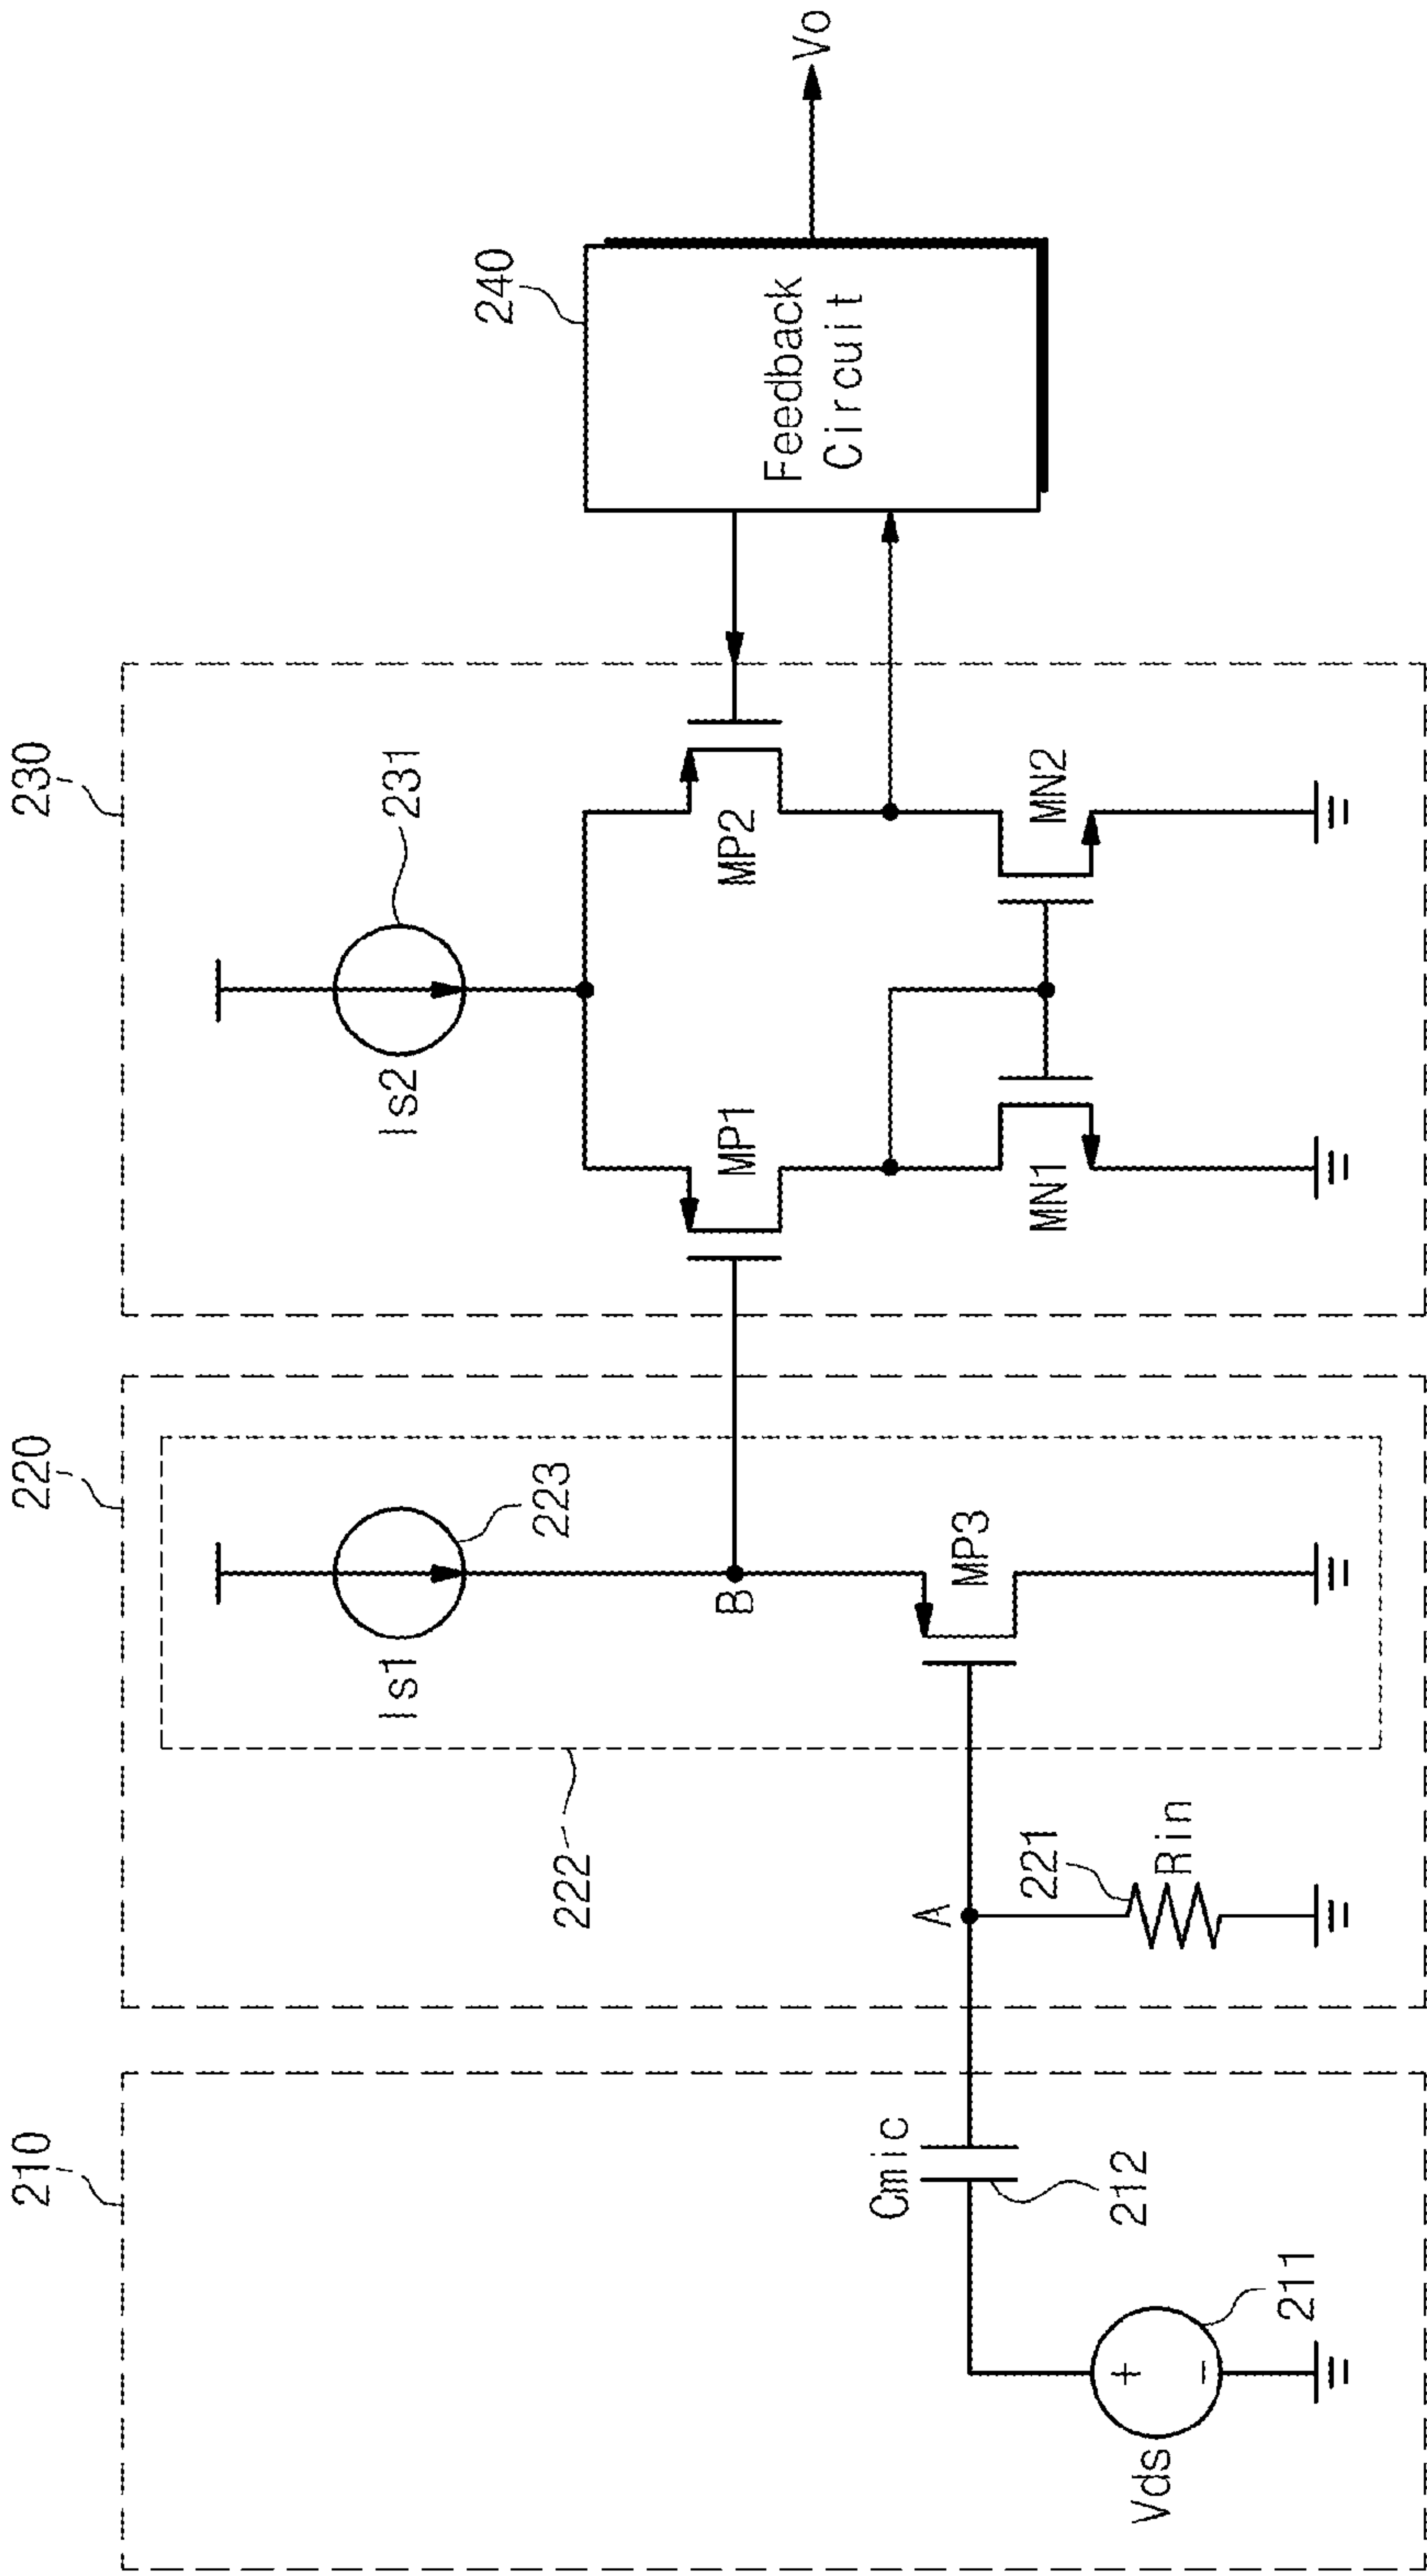 210
220
230
Is1
223
Is2
231
240
Vo
B
MP1
MP2
Feedback
Circuit
222
A
MP3
Cmic
212
221
Rin
MN1
MN2
Vds
+
-
211